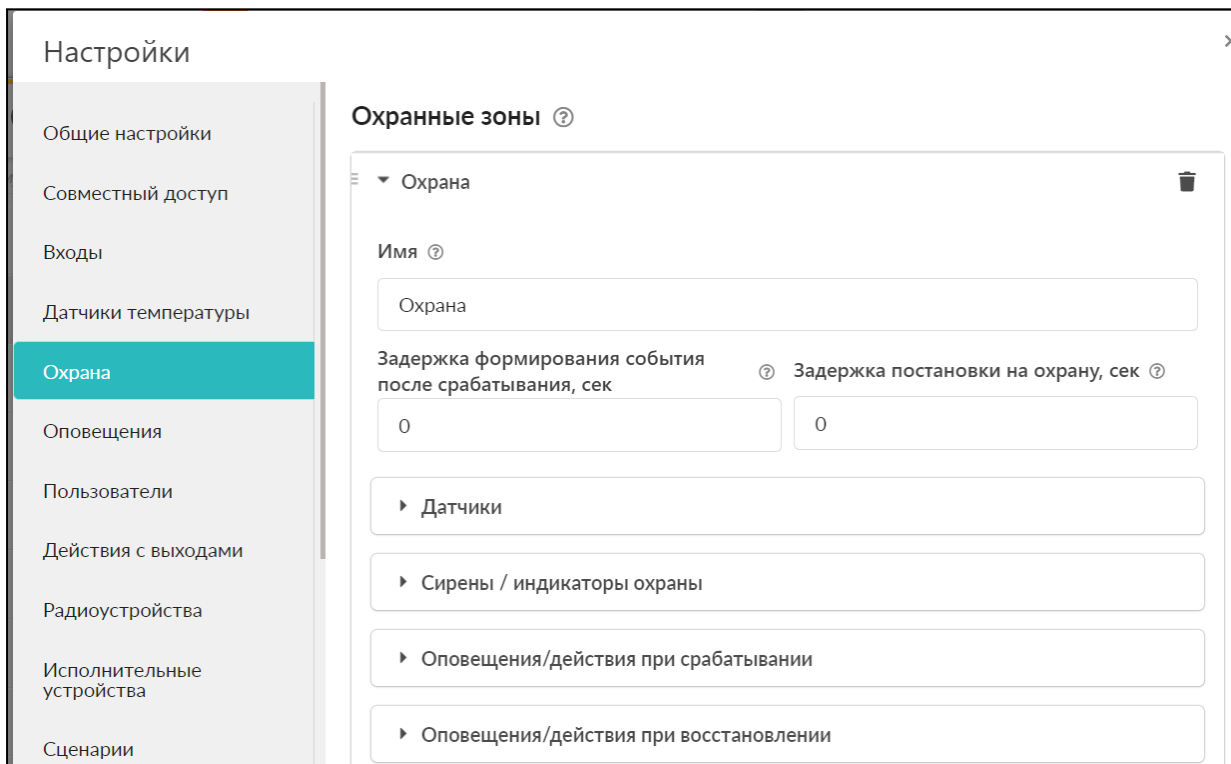 Настройки
Общие настройки
Совместный доступ
Входы
Датчики температуры
Охрана
Оповещения
Пользователи
Действия с выходами
Радиоустройства
Исполнительные
устройства
Сценарии
Охранные зоны
Охрана
Имя
Охрана
Задержка формирования события
после срабатывания, сек
0
Задержка постановки на охрану, сек
0
Датчики
Сирены / индикаторы охраны
Оповещения/действия при срабатывании
Оповещения/действия при восстановлении